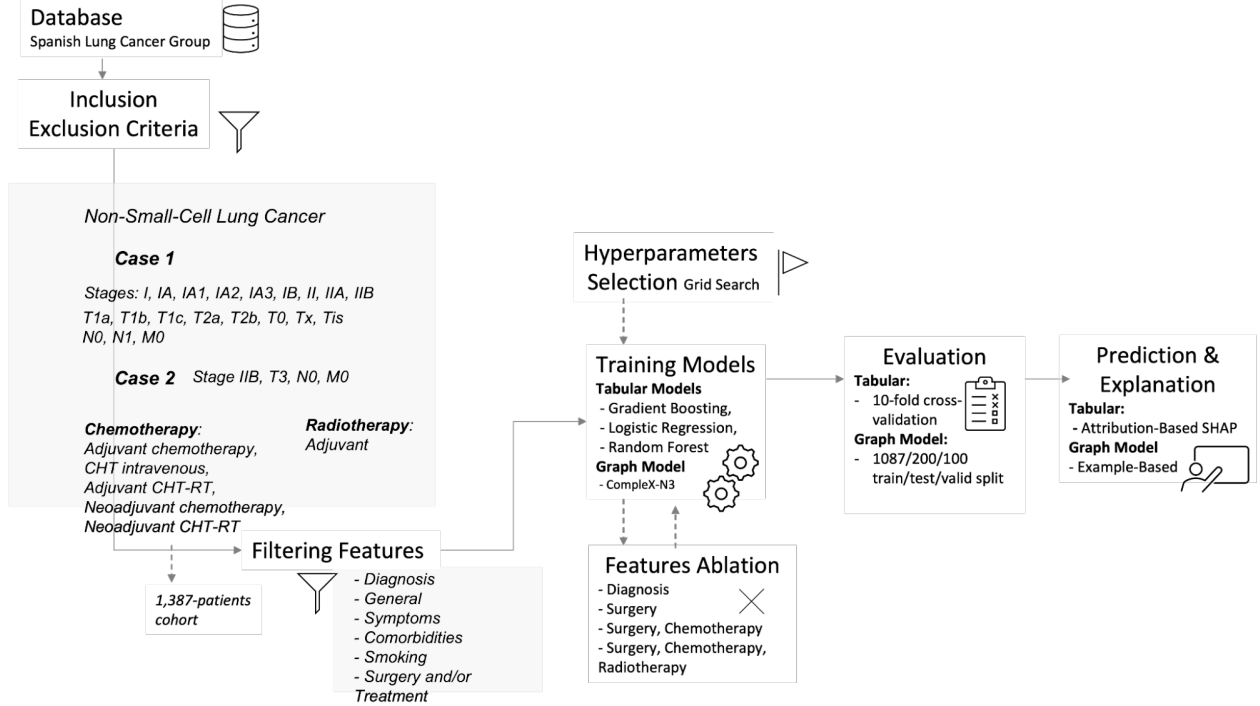 Database
Spanish Lung Cancer Group
Inclusion
Exclusion Criteria
Non-Small-Cell Lung Cancer
Case 1
Stages: I, IA, IA1, IA2, IA3, IB, II, IIA, IIB
T1a, T1b, T1c, T2a, T2b, T0, Tx, Tis
N0, N1, M0
Case 2 Stage IIB, T3, N0, M0
Chemotherapy:
Adjuvant chemotherapy,
CHT intravenous,
Adjuvant CHT-RT,
Neoadjuvant chemotherapy,
Neoadjuvant CHT-RT
Radiotherapy:
Adjuvant
1,387-patients
cohort
Filtering Features
- Diagnosis
- General
- Symptoms
- Comorbidities
- Smoking
- Surgery and/or
Treatment
Hyperparameters
Selection Grid Search
Training Models
Tabular Models
- Gradient Boosting,
- Logistic Regression,
- Random Forest
Graph Model
- CompleX-N3
Features Ablation
- Diagnosis
- Surgery
- Surgery, Chemotherapy
- Surgery, Chemotherapy,
Radiotherapy
Evaluation
Tabular:
- 10-fold cross-
validation
Graph Model:
- 1087/200/100
train/test/valid split
Prediction &
Explanation
Tabular:
- Attribution-Based SHAP
Graph Model
- Example-Based